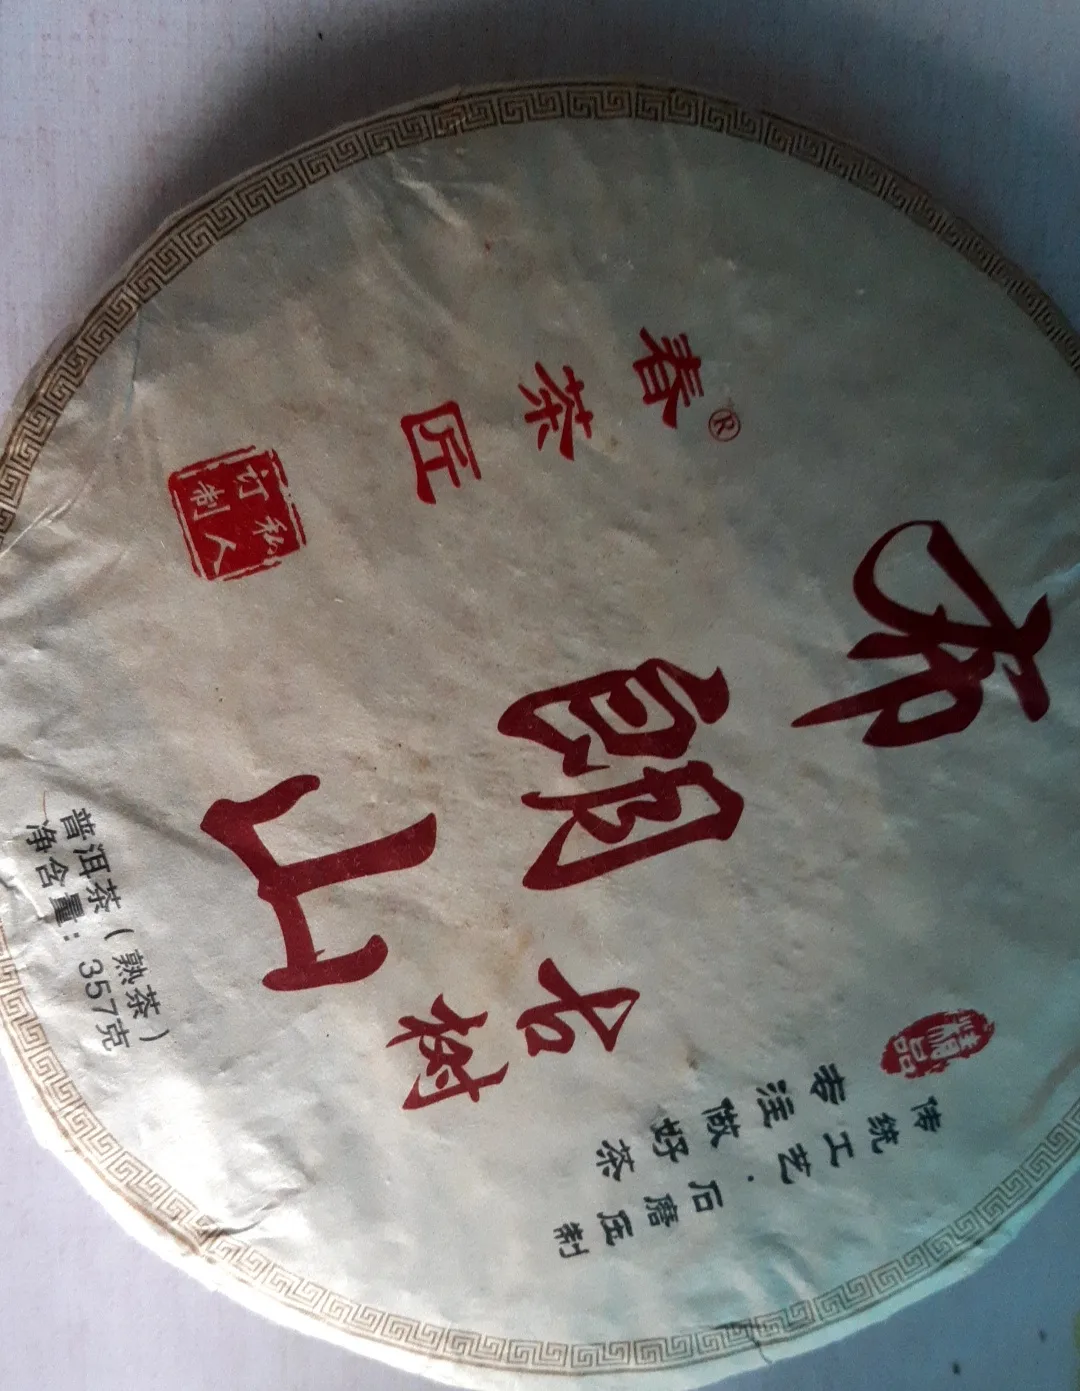 布朗山
古树
春茶匠®
私人
订制
精品
传统工艺·石磨压制
专注做好茶
普洱茶（熟茶）
净含量：357克